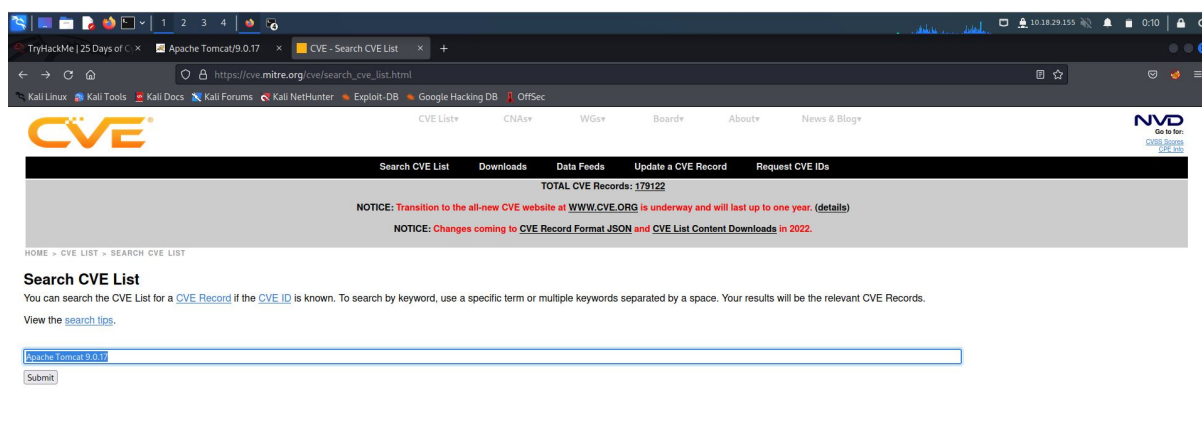 1 2 3 4
10.18.29.155
0:10
TryHackMe | 25 Days of C
Apache Tomcat/9.0.17
CVE - Search CVE List
https://cve.mitre.org/cve/search_cve_list.html
Kali Linux Kali Tools Kali Docs Kali Forums Kali NetHunter Exploit-DB Google Hacking DB OffSec
CVE
CVE List CNAs WGs Board About News & Blog
NVD
Go to for:
CVSS Scores
CPE Info
Search CVE List Downloads Data Feeds Update a CVE Record Request CVE IDs
TOTAL CVE Records: 179122
NOTICE: Transition to the all-new CVE website at WWW.CVE.ORG is underway and will last up to one year. (details)
NOTICE: Changes coming to CVE Record Format JSON and CVE List Content Downloads in 2022.
HOME > CVE LIST > SEARCH CVE LIST
Search CVE List
You can search the CVE List for a CVE Record if the CVE ID is known. To search by keyword, use a specific term or multiple keywords separated by a space. Your results will be the relevant CVE Records.
View the search tips.
Apache Tomcat 9.0.17
Submit